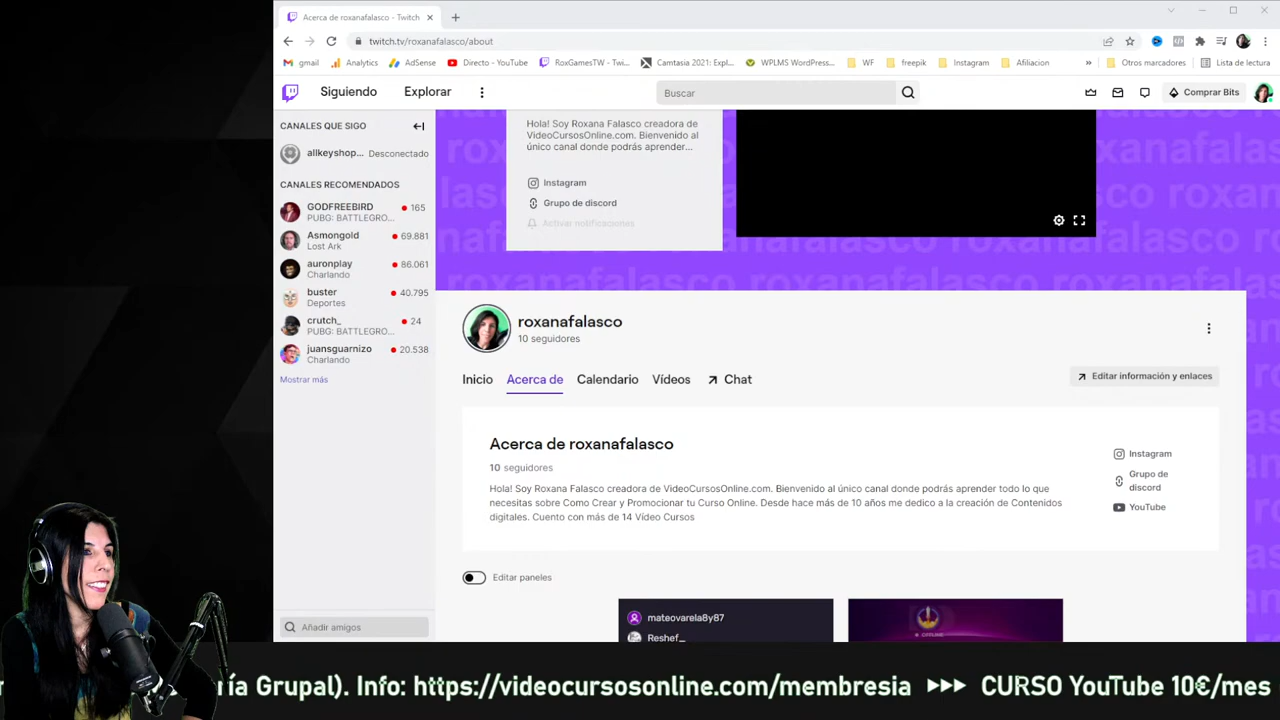 Acerca de roxanafalasco - Twitch
twitch.tv/roxanafalasco/about
gmail
Analytics
AdSense
Directo - YouTube
RoxGamesTW - Twi...
Camtasia 2021: Expl...
WPLMS WordPress...
WF
freepik
Instagram
Afiliacion
Otros marcadores
Lista de lectura
Siguiendo
Explorar
Buscar
Comprar Bits
CANALES QUE SIGO
allkeyshop... Desconectado
CANALES RECOMENDADOS
GODFREEBIRD 165
PUBG: BATTLEGRO...
Asmongold 69.881
Lost Ark
auronplay 86.061
Charlando
buster 40.795
Deportes
crutch_ 24
PUBG: BATTLEGRO...
juansguarnizo 20.538
Charlando
Mostrar más
Añadir amigos
Hola! Soy Roxana Falasco creadora de
VideoCursosOnline.com. Bienvenido al
único canal donde podrás aprender...
Instagram
Grupo de discord
Activar notificaciones
roxanafalasco
10 seguidores
Inicio
Acerca de
Calendario
Vídeos
Chat
Editar información y enlaces
Acerca de roxanafalasco
10 seguidores
Hola! Soy Roxana Falasco creadora de VideoCursosOnline.com. Bienvenido al único canal donde podrás aprender todo lo que
necesitas sobre Como Crear y Promocionar tu Curso Online. Desde hace más de 10 años me dedico a la creación de Contenidos
digitales. Cuento con más de 14 Vídeo Cursos
Instagram
Grupo de
discord
YouTube
Editar paneles
mateovarela8y87
Reshef_
OFFLINE
ía Grupal). Info: https://videocursosonline.com/membresia CURSO YouTube 10€/mes